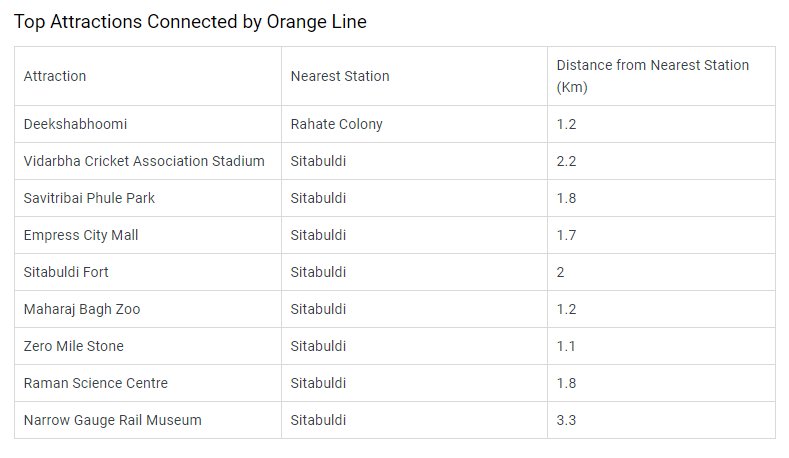 Top Attractions Connected by Orange Line
Attraction Nearest Station Distance from Nearest Station
(Km)
Deekshabhoomi Rahate Colony 1.2
Vidarbha Cricket Association Stadium Sitabuldi 2.2
Savitribai Phule Park Sitabuldi 1.8
Empress City Mall Sitabuldi 1.7
Sitabuldi Fort Sitabuldi 2
Maharaj Bagh Zoo Sitabuldi 1.2
Zero Mile Stone Sitabuldi 1.1
Raman Science Centre Sitabuldi 1.8
Narrow Gauge Rail Museum Sitabuldi 3.3